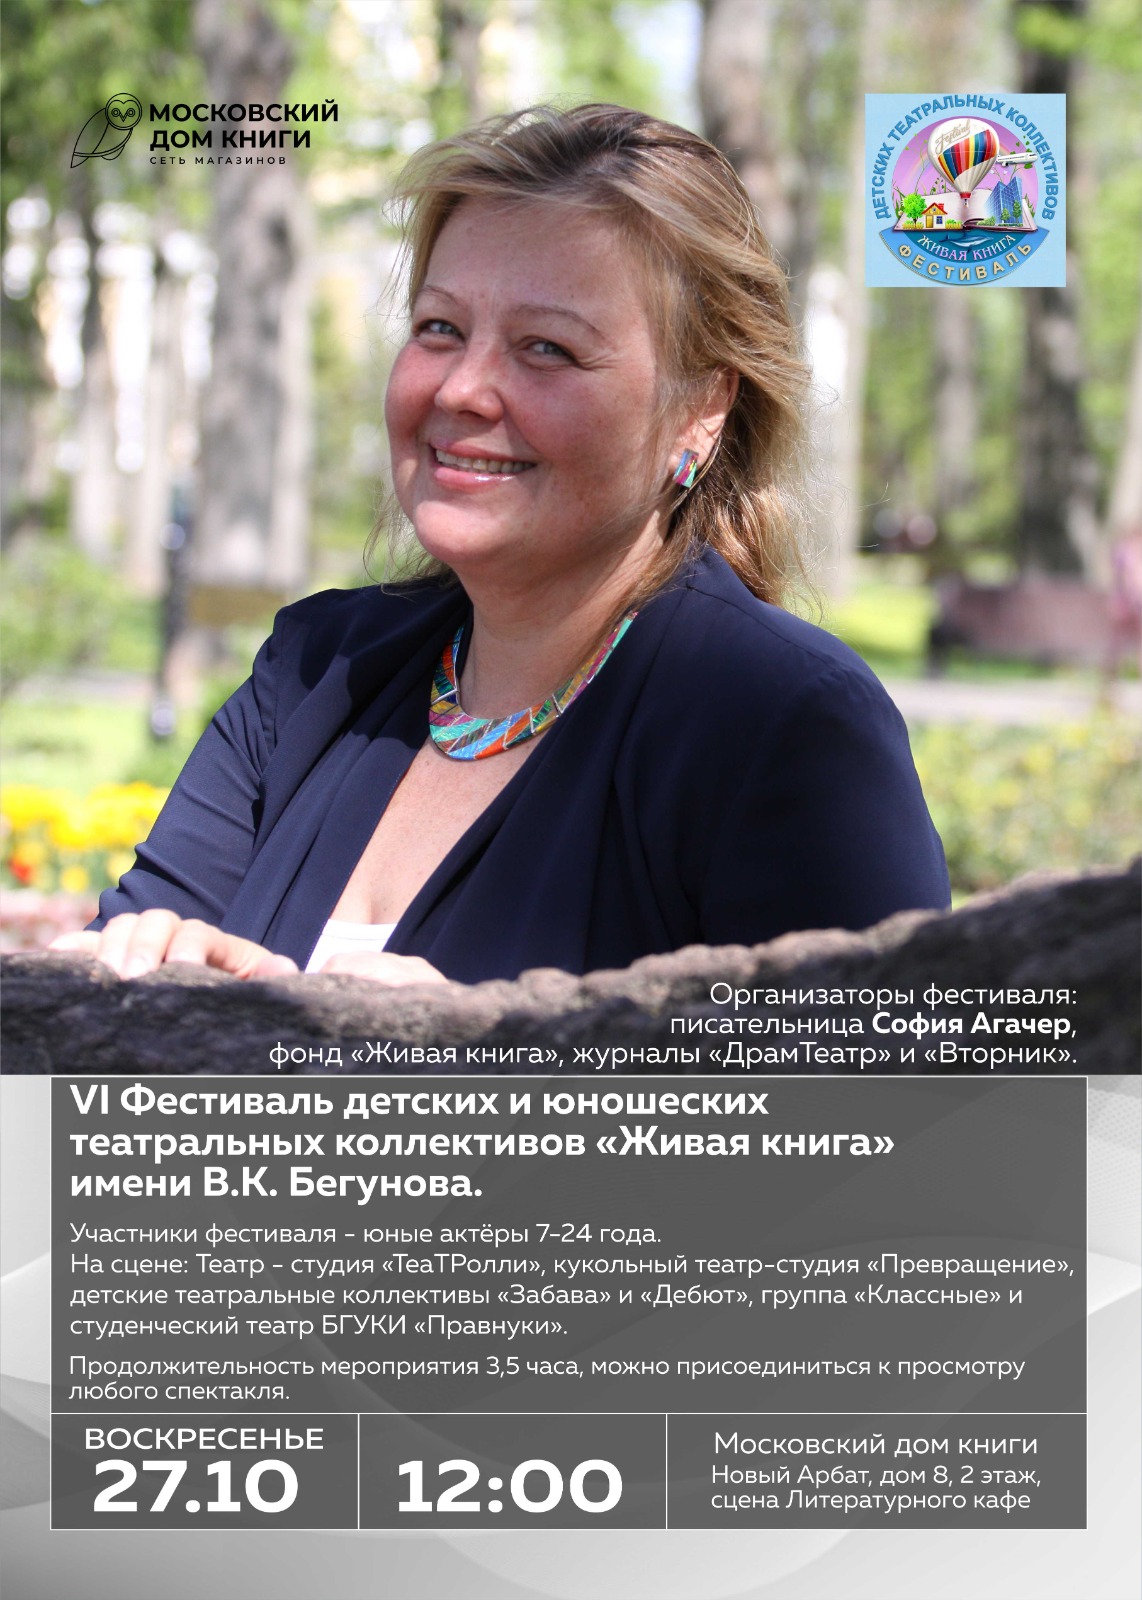 МОСКОВСКИЙ
ДОМ КНИГИ
СЕТЬ МАГАЗИНОВ
ДЕТСКИХ ТЕАТРАЛЬНЫХ КОЛЛЕКТИВОВ
Festival
ЖИВАЯ КНИГА
ФЕСТИВАЛЬ
Организаторы фестиваля:
писательница София Агачер,
фонд «Живая книга», журналы «ДрамТеатр» и «Вторник».
VI Фестиваль детских и юношеских
театральных коллективов «Живая книга»
имени В.К. Бегунова.
Участники фестиваля - юные актёры 7-24 года.
На сцене: Театр - студия «ТеаТРолли», кукольный театр-студия «Превращение»,
детские театральные коллективы «Забава» и «Дебют», группа «Классные» и
студенческий театр БГУКИ «Правнуки».
Продолжительность мероприятия 3,5 часа, можно присоединиться к просмотру
любого спектакля.
ВОСКРЕСЕНЬЕ
27.10
12:00
Московский дом книги
Новый Арбат, дом 8, 2 этаж,
сцена Литературного кафе